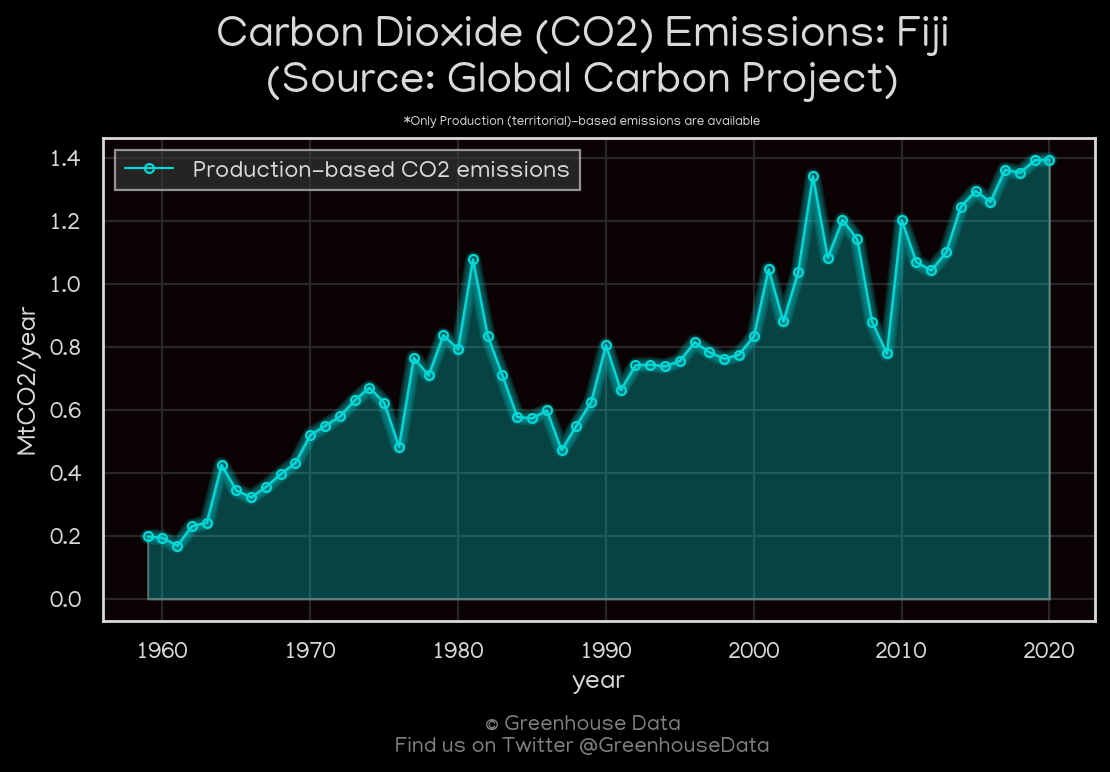 Carbon Dioxide (CO2) Emissions: Fiji
(Source: Global Carbon Project)
*Only Production (territorial)-based emissions are available
Production-based CO2 emissions
MtCO2/year
1.4
1.2
1.0
0.8
0.6
0.4
0.2
0.0
1960 1970 1980 1990 2000 2010 2020
year
© Greenhouse Data
Find us on Twitter @GreenhouseData